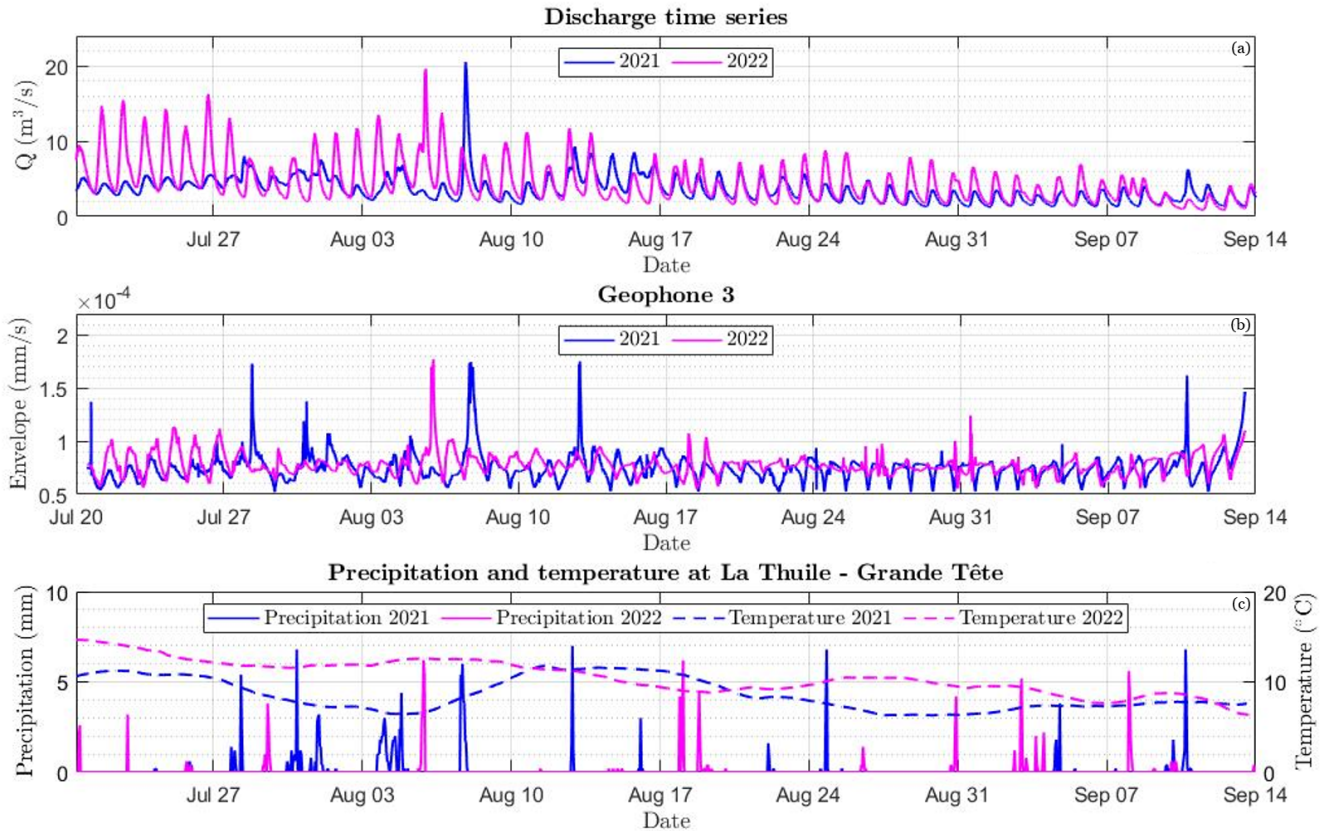 Discharge time series
(a)
2021 2022
20
10
0
Q (m³/s)
Jul 27 Aug 03 Aug 10 Aug 17 Aug 24 Aug 31 Sep 07 Sep 14
Date
×10⁻⁴
Geophone 3
(b)
2021 2022
2
1.5
1
0.5
Envelope (mm/s)
Jul 20 Jul 27 Aug 03 Aug 10 Aug 17 Aug 24 Aug 31 Sep 07 Sep 14
Date
Precipitation and temperature at La Thuile - Grande Tête
(c)
Precipitation 2021 Precipitation 2022 Temperature 2021 Temperature 2022
10
5
0
Precipitation (mm)
20
10
0
Temperature (°C)
Jul 27 Aug 03 Aug 10 Aug 17 Aug 24 Aug 31 Sep 07 Sep 14
Date